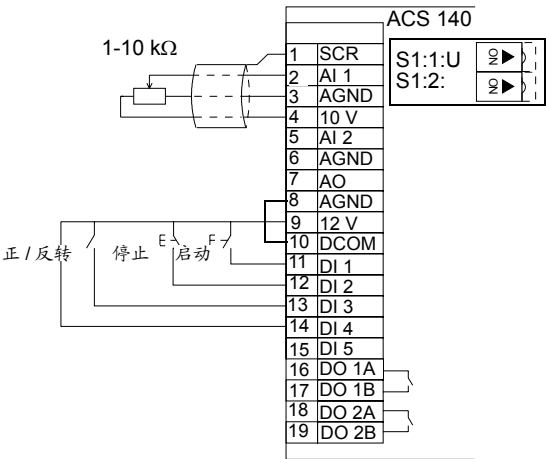 ACS 140
1-10 kΩ
S1:1:U
S1:2:
ON
ON
1 SCR
2 AI 1
3 AGND
4 10 V
5 AI 2
6 AGND
7 AO
8 AGND
9 12 V
10 DCOM
11 DI 1
12 DI 2
13 DI 3
14 DI 4
15 DI 5
16 DO 1A
17 DO 1B
18 DO 2A
19 DO 2B
正 / 反转 停止 E 启动 F